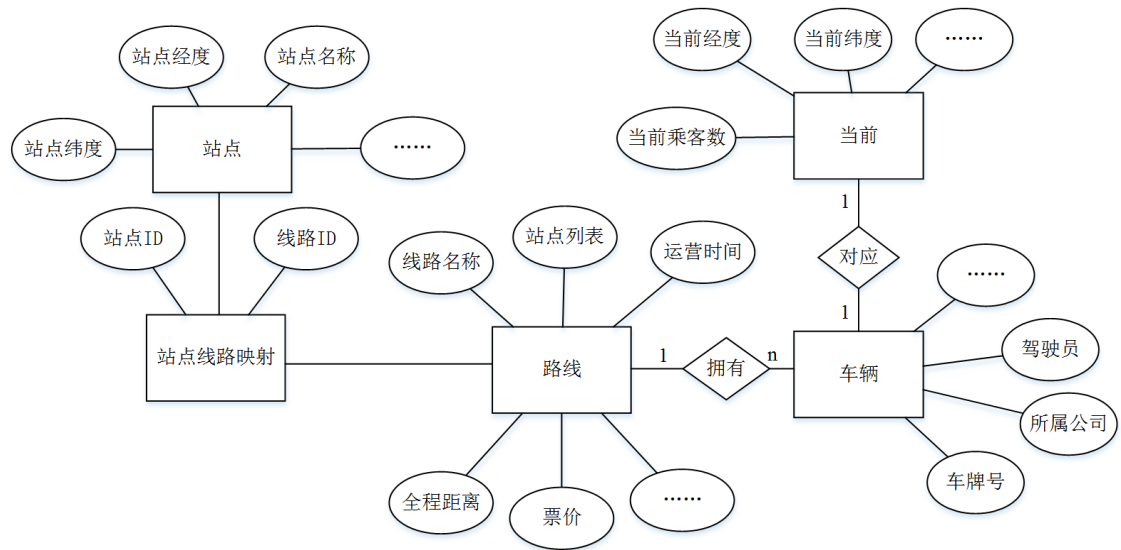 站点经度
站点名称
站点纬度
站点
……
当前经度
当前纬度
……
当前乘客数
当前
1
对应
1
站点ID
线路ID
站点线路映射
线路名称
站点列表
运营时间
路线
1
拥有
n
车辆
……
驾驶员
所属公司
车牌号
全程距离
票价
……